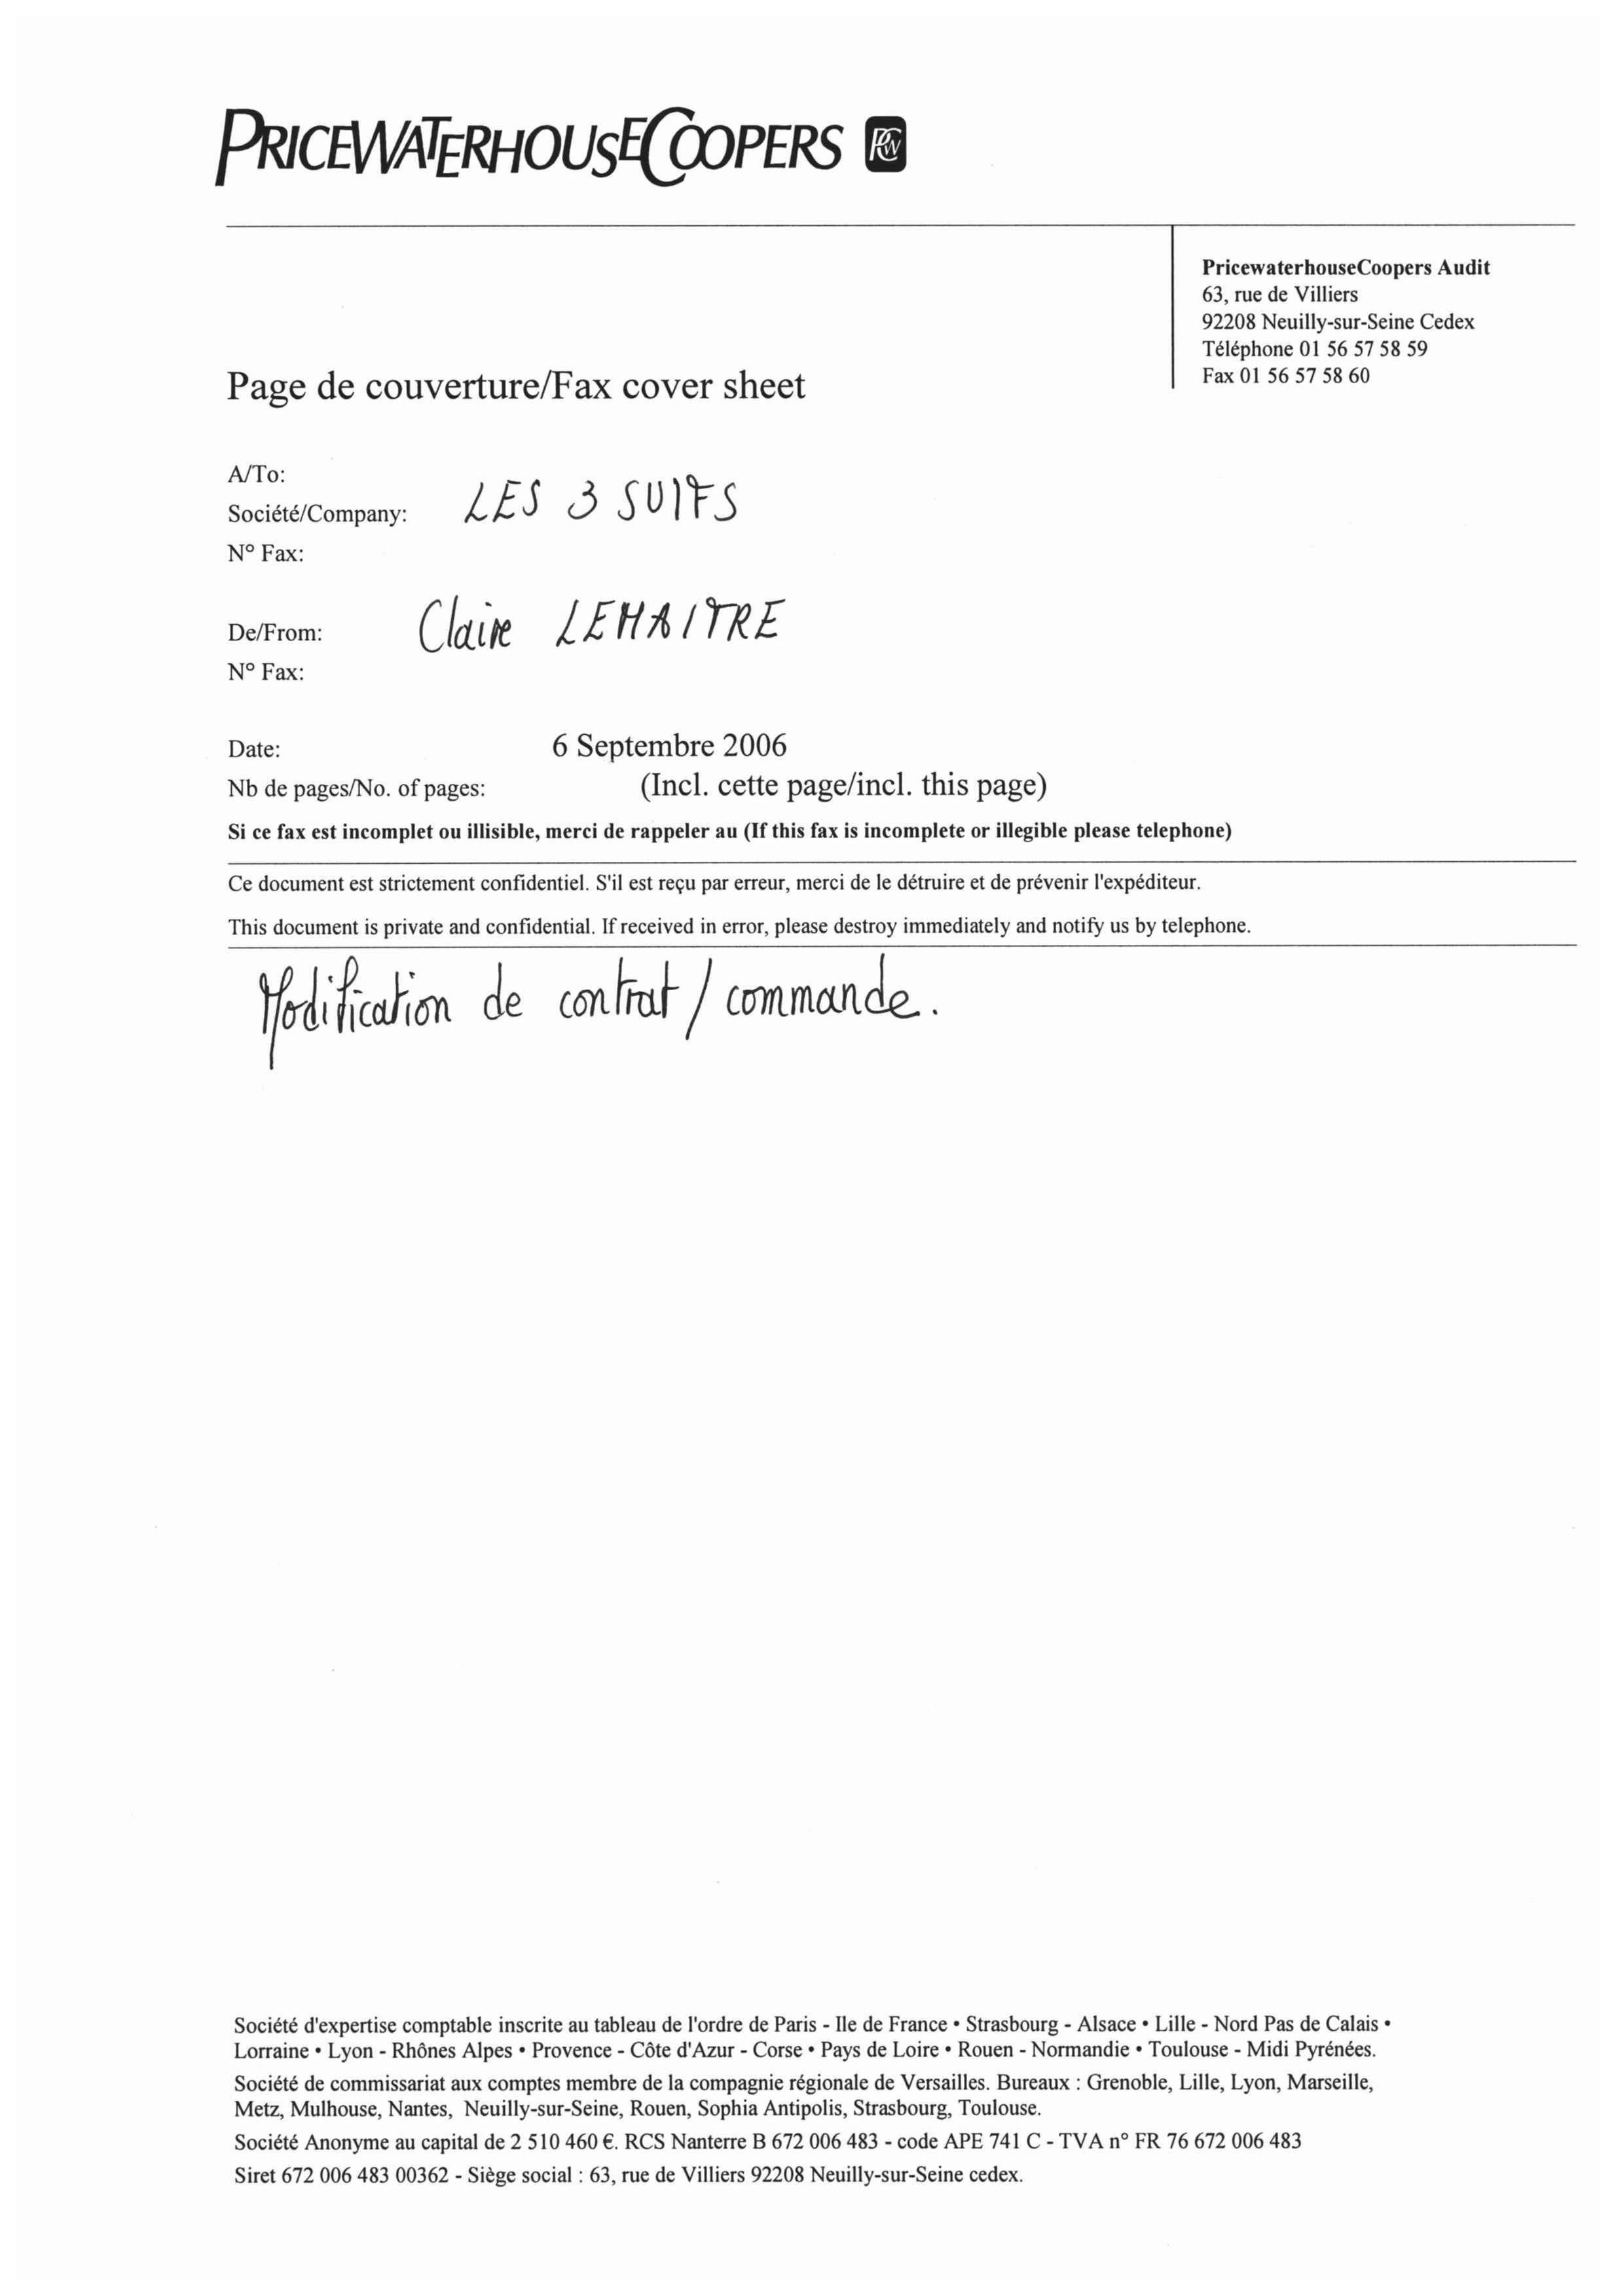 PRICEWATERHOUSECOOPERS PwC
PricewaterhouseCoopers Audit
63, rue de Villiers
92208 Neuilly-sur-Seine Cedex
Téléphone 01 56 57 58 59
Fax 01 56 57 58 60
Page de couverture/Fax cover sheet
A/To:
Société/Company: LES 3 SUIFS
N° Fax:
De/From: Claire LEMAITRE
N° Fax:
Date: 6 Septembre 2006
Nb de pages/No. of pages: (Incl. cette page/incl. this page)
Si ce fax est incomplet ou illisible, merci de rappeler au (If this fax is incomplete or illegible please telephone)
Ce document est strictement confidentiel. S'il est reçu par erreur, merci de le détruire et de prévenir l'expéditeur.
This document is private and confidential. If received in error, please destroy immediately and notify us by telephone.
Modification de contrat / commande.
Société d'expertise comptable inscrite au tableau de l'ordre de Paris - Ile de France • Strasbourg - Alsace • Lille - Nord Pas de Calais •
Lorraine • Lyon - Rhônes Alpes • Provence - Côte d'Azur - Corse • Pays de Loire • Rouen - Normandie • Toulouse - Midi Pyrénées.
Société de commissariat aux comptes membre de la compagnie régionale de Versailles. Bureaux : Grenoble, Lille, Lyon, Marseille,
Metz, Mulhouse, Nantes, Neuilly-sur-Seine, Rouen, Sophia Antipolis, Strasbourg, Toulouse.
Société Anonyme au capital de 2 510 460 €. RCS Nanterre B 672 006 483 - code APE 741 C - TVA n° FR 76 672 006 483
Siret 672 006 483 00362 - Siège social : 63, rue de Villiers 92208 Neuilly-sur-Seine cedex.